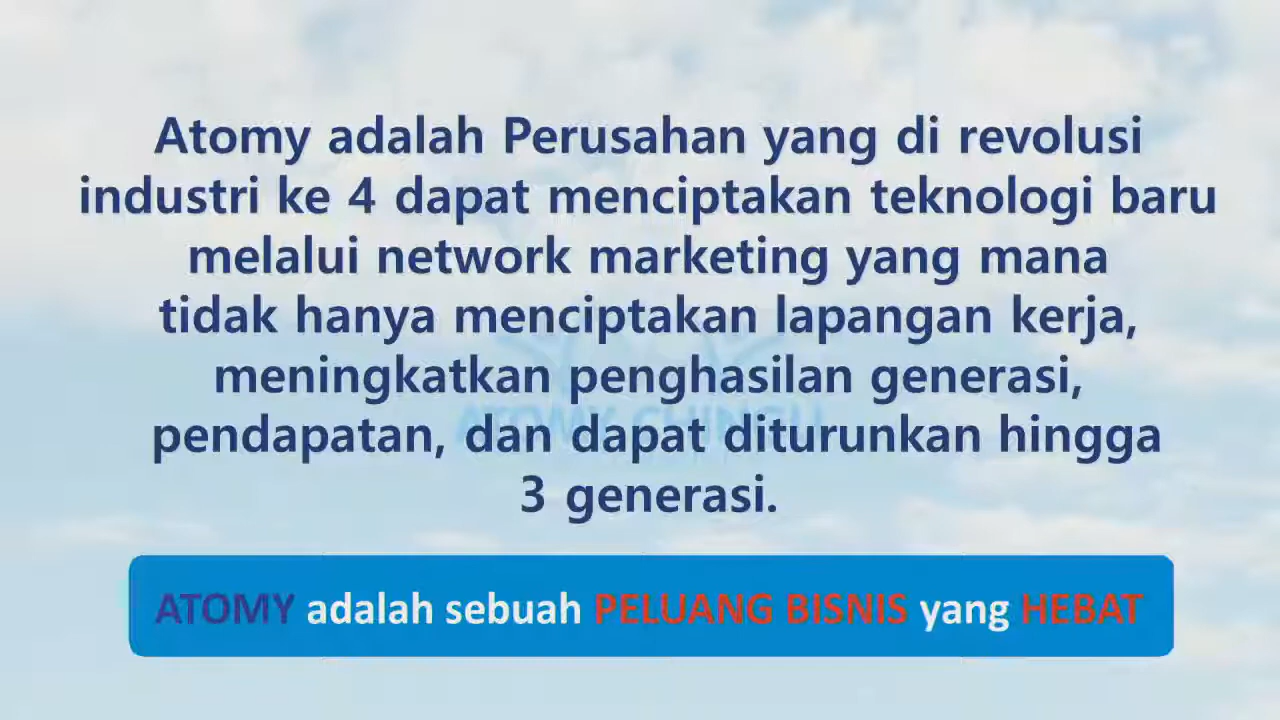 Atomy adalah Perusahan yang di revolusi
industri ke 4 dapat menciptakan teknologi baru
melalui network marketing yang mana
tidak hanya menciptakan lapangan kerja,
meningkatkan penghasilan generasi,
pendapatan, dan dapat diturunkan hingga
3 generasi.
ATOMY CHINGU
ATOMY adalah sebuah PELUANG BISNIS yang HEBAT